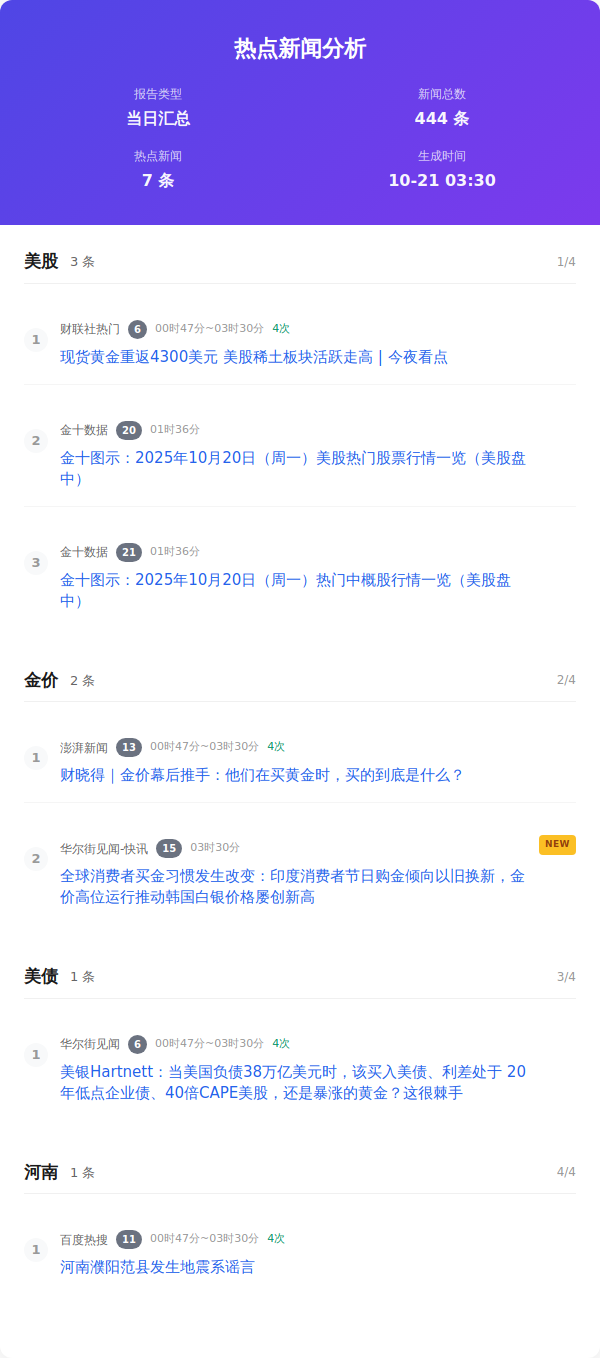 热点新闻分析
报告类型
新闻总数
当日汇总
444 条
热点新闻
生成时间
7 条
10-21 03:30
美股 3 条 1/4
1
财联社热门 6 00时47分~03时30分 4次
现货黄金重返4300美元 美股稀土板块活跃走高 | 今夜看点
2
金十数据 20 01时36分
金十图示：2025年10月20日（周一）美股热门股票行情一览（美股盘
中）
3
金十数据 21 01时36分
金十图示：2025年10月20日（周一）热门中概股行情一览（美股盘
中）
金价 2 条 2/4
1
澎湃新闻 13 00时47分~03时30分 4次
财晓得｜金价幕后推手：他们在买黄金时，买的到底是什么？
2
华尔街见闻-快讯 15 03时30分 NEW
全球消费者买金习惯发生改变：印度消费者节日购金倾向以旧换新，金
价高位运行推动韩国白银价格屡创新高
美债 1 条 3/4
1
华尔街见闻 6 00时47分~03时30分 4次
美银Hartnett：当美国负债38万亿美元时，该买入美债、利差处于 20
年低点企业债、40倍CAPE美股，还是暴涨的黄金？这很棘手
河南 1 条 4/4
1
百度热搜 11 00时47分~03时30分 4次
河南濮阳范县发生地震系谣言